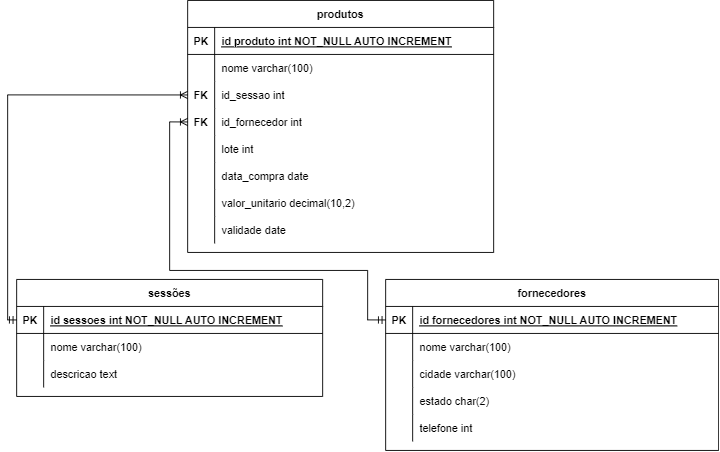 produtos
PK id produto int NOT_NULL AUTO INCREMENT
nome varchar(100)
FK id_sessao int
FK id_fornecedor int
lote int
data_compra date
valor_unitario decimal(10,2)
validade date
sessões
PK id sessoes int NOT_NULL AUTO INCREMENT
nome varchar(100)
descricao text
fornecedores
PK id fornecedores int NOT_NULL AUTO INCREMENT
nome varchar(100)
cidade varchar(100)
estado char(2)
telefone int